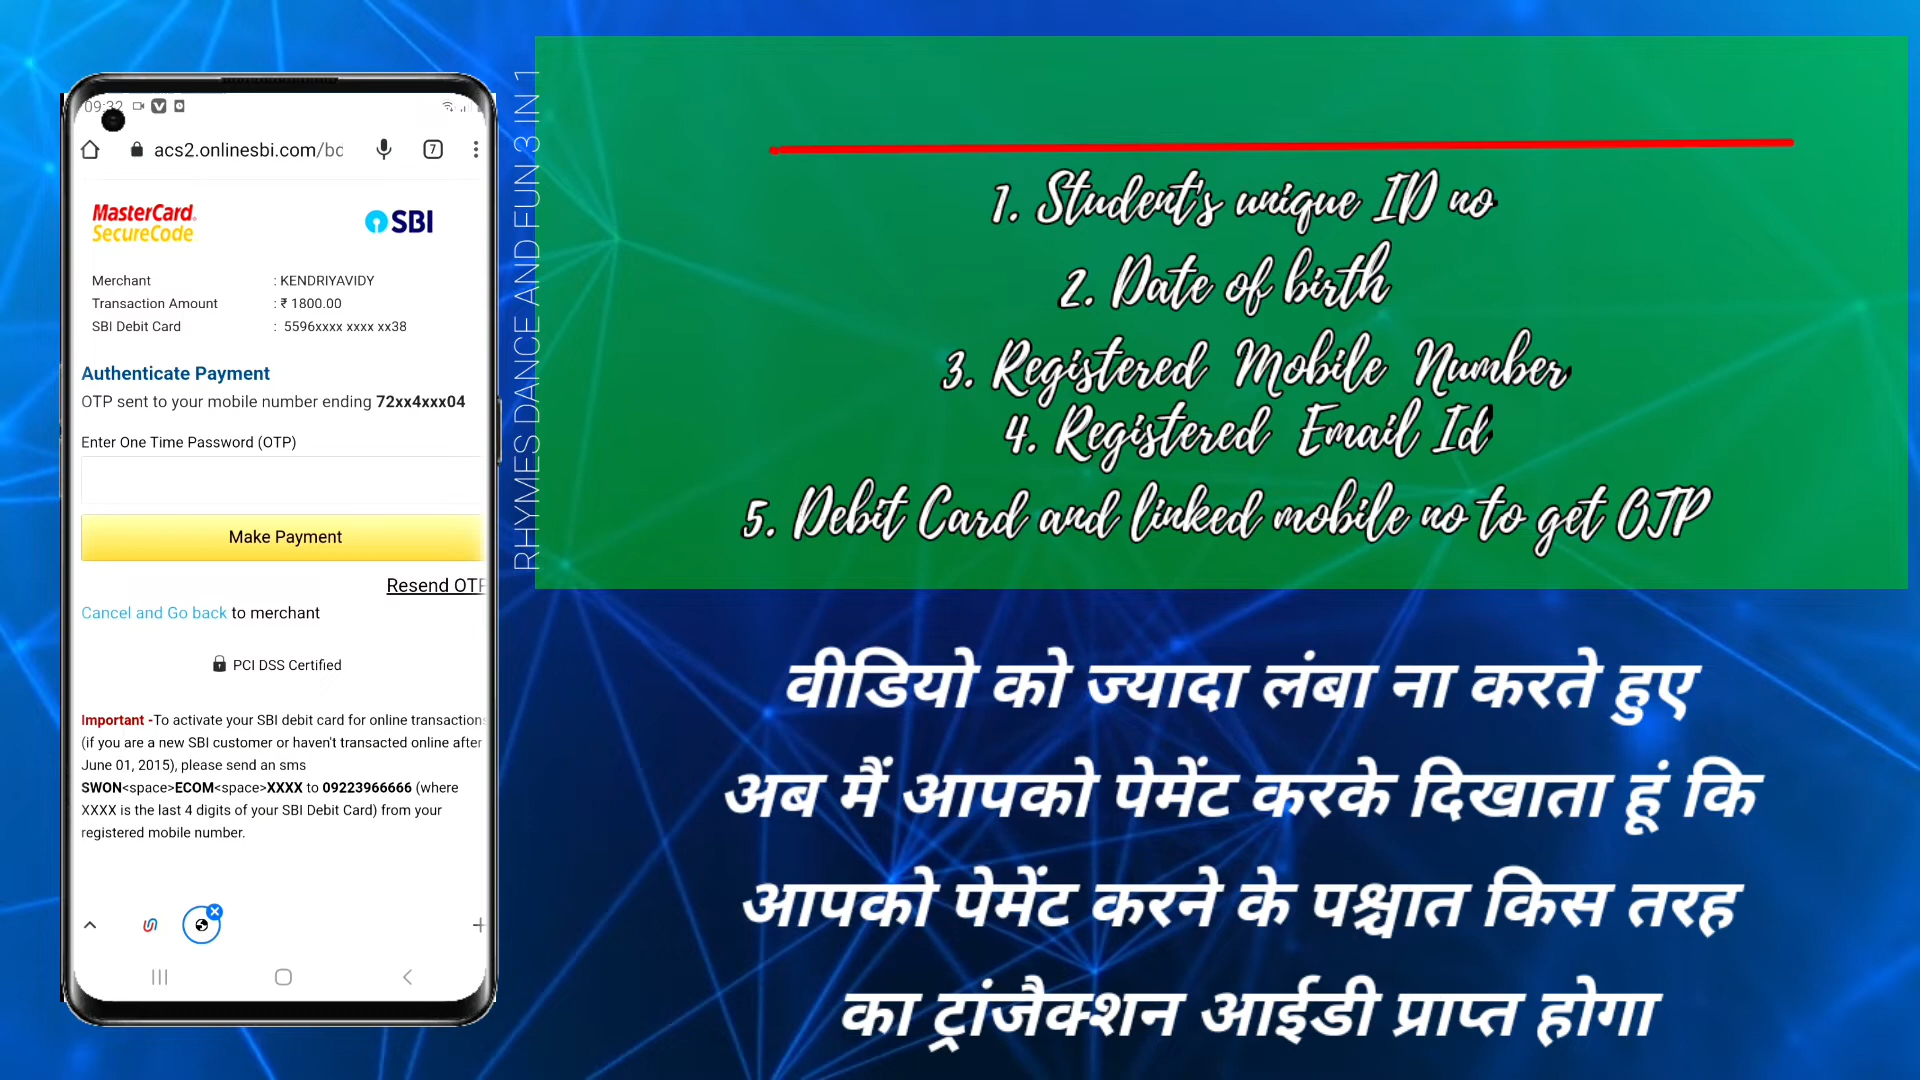 09:32
acs2.onlinesbi.com/bc
7
MasterCard
SecureCode
SBI
Merchant : KENDRIYAVIDY
Transaction Amount : ₹ 1800.00
SBI Debit Card : 5596xxxx xxxx xx38
Authenticate Payment
OTP sent to your mobile number ending 72xx4xxx04
Enter One Time Password (OTP)
Make Payment
Resend OTP
Cancel and Go back to merchant
PCI DSS Certified
Important -To activate your SBI debit card for online transactions
(if you are a new SBI customer or haven't transacted online after
June 01, 2015), please send an sms
SWON<space>ECOM<space>XXXX to 09223966666 (where
XXXX is the last 4 digits of your SBI Debit Card) from your
registered mobile number.
RHYMES DANCE AND FUN 3 IN 1
1. Student's unique ID no
2. Date of birth
3. Registered Mobile Number
4. Registered Email Id
5. Debit Card and linked mobile no to get OTP
वीडियो को ज्यादा लंबा ना करते हुए
अब मैं आपको पेमेंट करके दिखाता हूं कि
आपको पेमेंट करने के पश्चात किस तरह
का ट्रांजैक्शन आईडी प्राप्त होगा